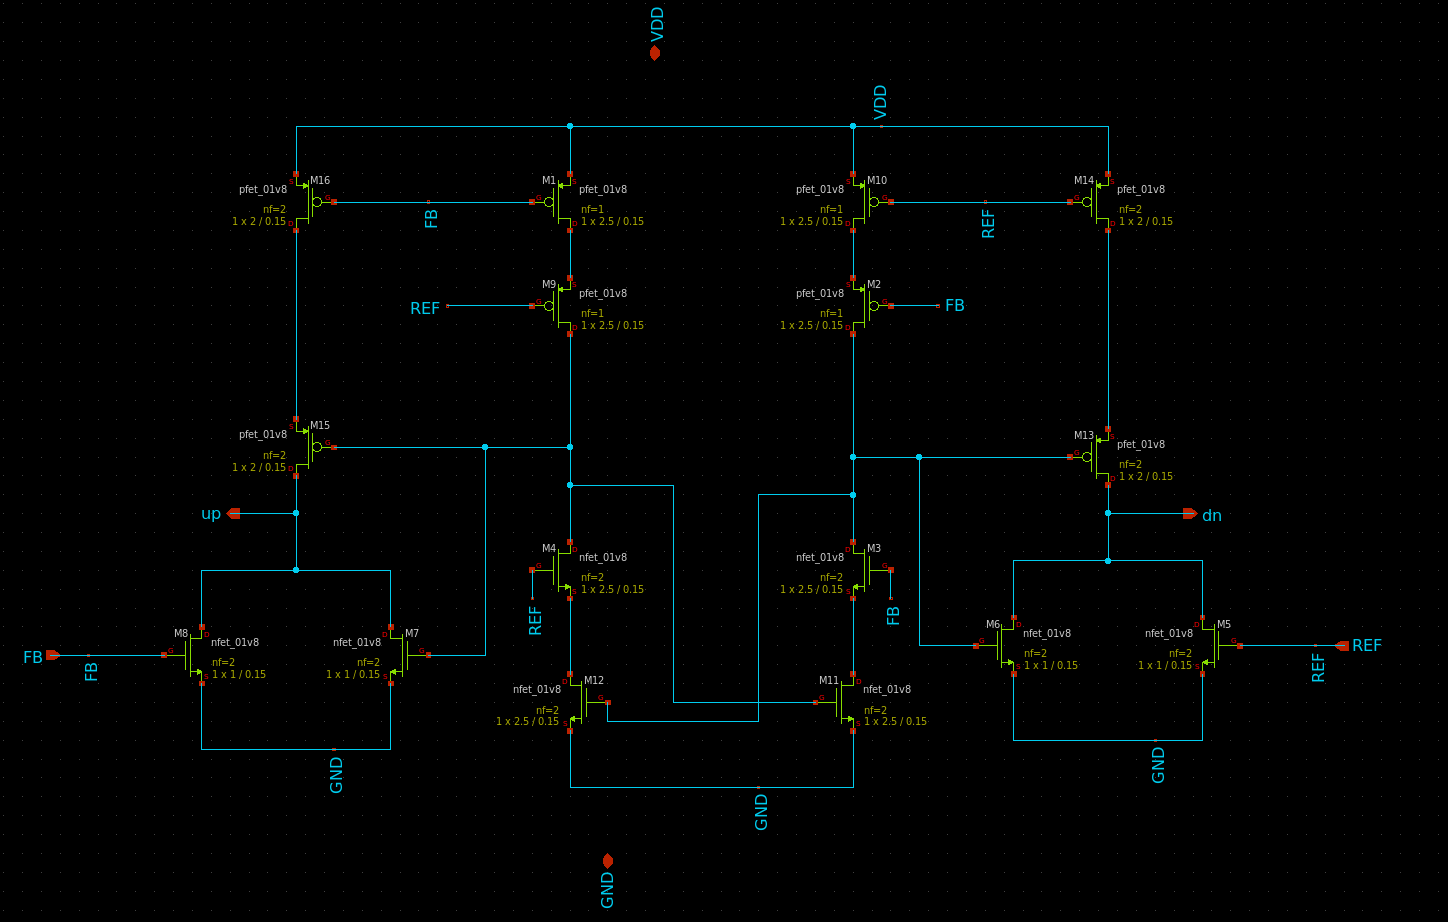 VDD
VDD
M16
pfet_01v8
nf=2
1 x 2 / 0.15
S
G
D
FB
M1
pfet_01v8
nf=1
1 x 2.5 / 0.15
S
G
D
M10
pfet_01v8
nf=1
1 x 2.5 / 0.15
S
G
D
REF
M14
pfet_01v8
nf=2
1 x 2 / 0.15
S
G
D
REF
M9
pfet_01v8
nf=1
1 x 2.5 / 0.15
S
G
D
M2
pfet_01v8
nf=1
1 x 2.5 / 0.15
S
G
D
FB
M15
pfet_01v8
nf=2
1 x 2 / 0.15
S
G
D
M13
pfet_01v8
nf=2
1 x 2 / 0.15
S
G
D
up
dn
M4
nfet_01v8
nf=2
1 x 2.5 / 0.15
D
G
S
REF
M3
nfet_01v8
nf=2
1 x 2.5 / 0.15
D
G
S
FB
FB
FB
M8
nfet_01v8
nf=2
1 x 1 / 0.15
D
G
S
M7
nfet_01v8
nf=2
1 x 1 / 0.15
D
G
S
M6
nfet_01v8
nf=2
1 x 1 / 0.15
D
G
S
M5
nfet_01v8
nf=2
1 x 1 / 0.15
D
G
S
REF
REF
M12
nfet_01v8
nf=2
1 x 2.5 / 0.15
D
G
S
M11
nfet_01v8
nf=2
1 x 2.5 / 0.15
D
G
S
GND
GND
GND
GND